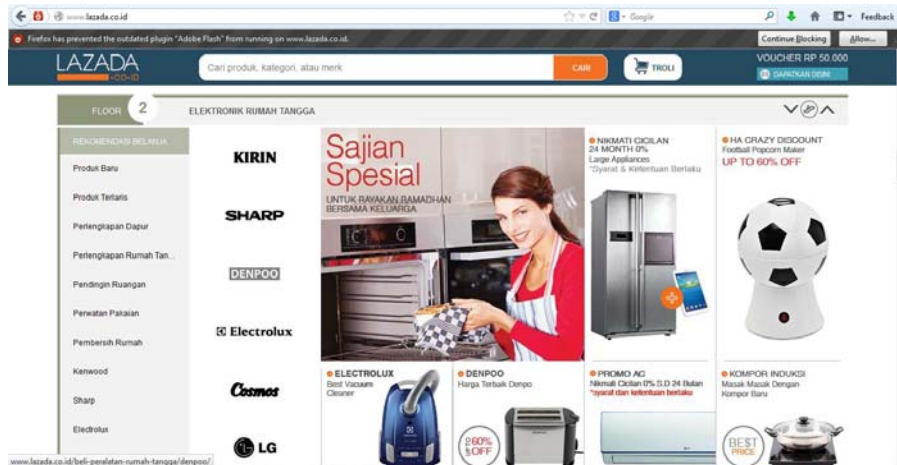 www.lazada.co.id
Google
Feedback
Firefox has prevented the outdated plugin "Adobe Flash" from running on www.lazada.co.id.
Continue Blocking
Allow...
LAZADA
.CO.ID
Cari produk, kategori, atau merk
CARI
TROLI
VOUCHER RP 50.000
DAPATKAN DISINI
FLOOR 2
ELEKTRONIK RUMAH TANGGA
REKOMENDASI BELANJA
Produk Baru
Produk Terlaris
Perlengkapan Dapur
Perlengkapan Rumah Tan...
Pendingin Ruangan
Perwatan Pakaian
Pembersih Rumah
Kenwood
Sharp
Electrolux
KIRIN
SHARP
DENPOO
Electrolux
Cosmos
LG
Sajian
Spesial
UNTUK RAYAKAN RAMADHAN
BERSAMA KELUARGA
NIKMATI CICILAN
24 MONTH 0%
Large Appliances
*Syarat & Ketentuan Berlaku
HA CRAZY DISCOUNT
Football Popcorn Maker
UP TO 60% OFF
ELECTROLUX
Best Vacuum
Cleaner
DENPOO
Harga Terbaik Denpo
UP TO
60%
OFF
PROMO AC
Nikmati Cicilan 0% S.D 24 Bulan
*syarat dan ketentuan berlaku
KOMPOR INDUKSI
Masak Masak Dengan
Kompor Baru
BEST
PRICE
www.lazada.co.id/beli-peralatan-rumah-tangga/denpoo/